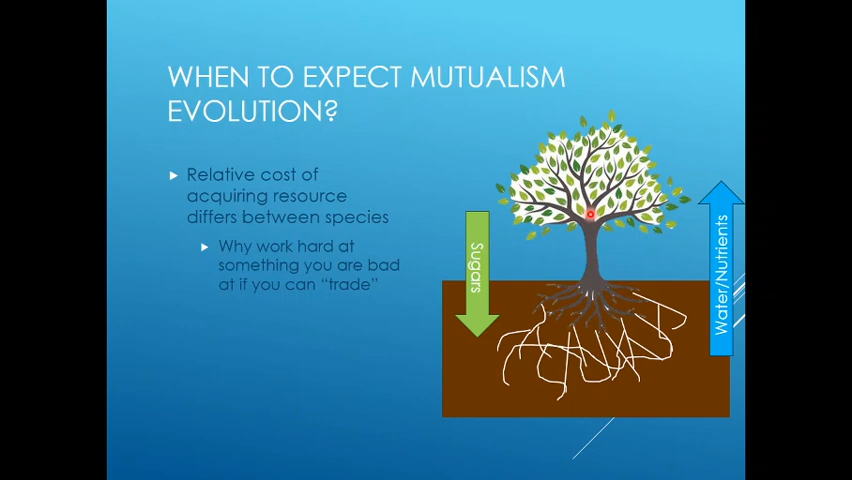 WHEN TO EXPECT MUTUALISM
EVOLUTION?
Relative cost of
acquiring resource
differs between species
Why work hard at
something you are bad
at if you can “trade”
Sugars
Water/Nutrients